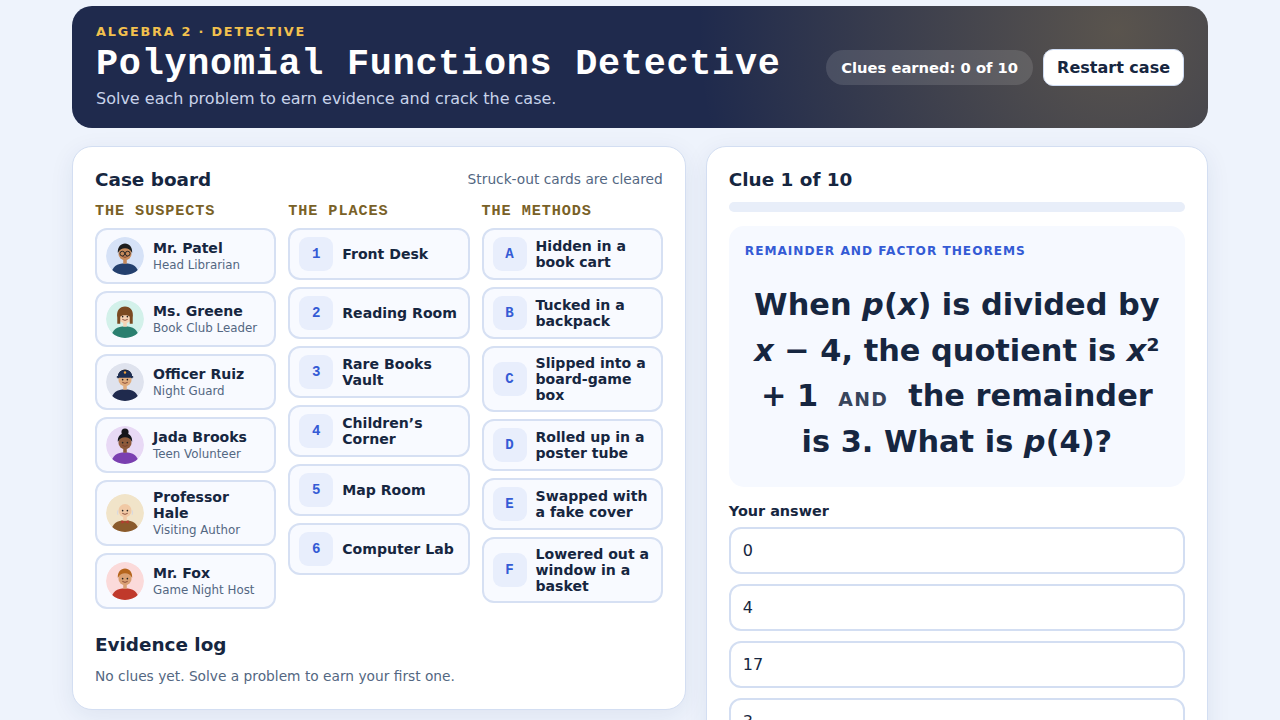 ALGEBRA 2 · DETECTIVE
Polynomial Functions Detective
Solve each problem to earn evidence and crack the case.
Clues earned: 0 of 10
Restart case
Case board
Struck-out cards are cleared
THE SUSPECTS
Mr. Patel
Head Librarian
Ms. Greene
Book Club Leader
Officer Ruiz
Night Guard
Jada Brooks
Teen Volunteer
Professor
Hale
Visiting Author
Mr. Fox
Game Night Host
THE PLACES
1 Front Desk
2 Reading Room
3 Rare Books
Vault
4 Children’s
Corner
5 Map Room
6 Computer Lab
THE METHODS
A Hidden in a
book cart
B Tucked in a
backpack
C Slipped into a
board-game
box
D Rolled up in a
poster tube
E Swapped with
a fake cover
F Lowered out a
window in a
basket
Evidence log
No clues yet. Solve a problem to earn your first one.
Clue 1 of 10
REMAINDER AND FACTOR THEOREMS
When p(x) is divided by
x − 4, the quotient is x²
+ 1 AND the remainder
is 3. What is p(4)?
Your answer
0
4
17
3